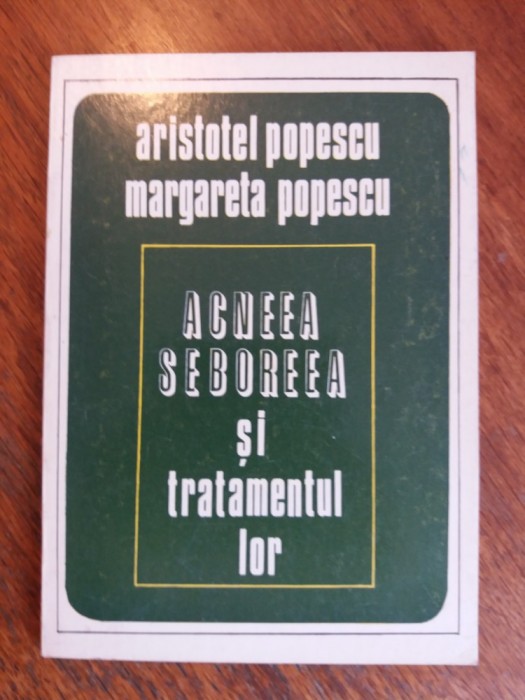 aristotel popescu
margareta popescu
ACNEEA
SEBOREEA
și
tratamentul
lor